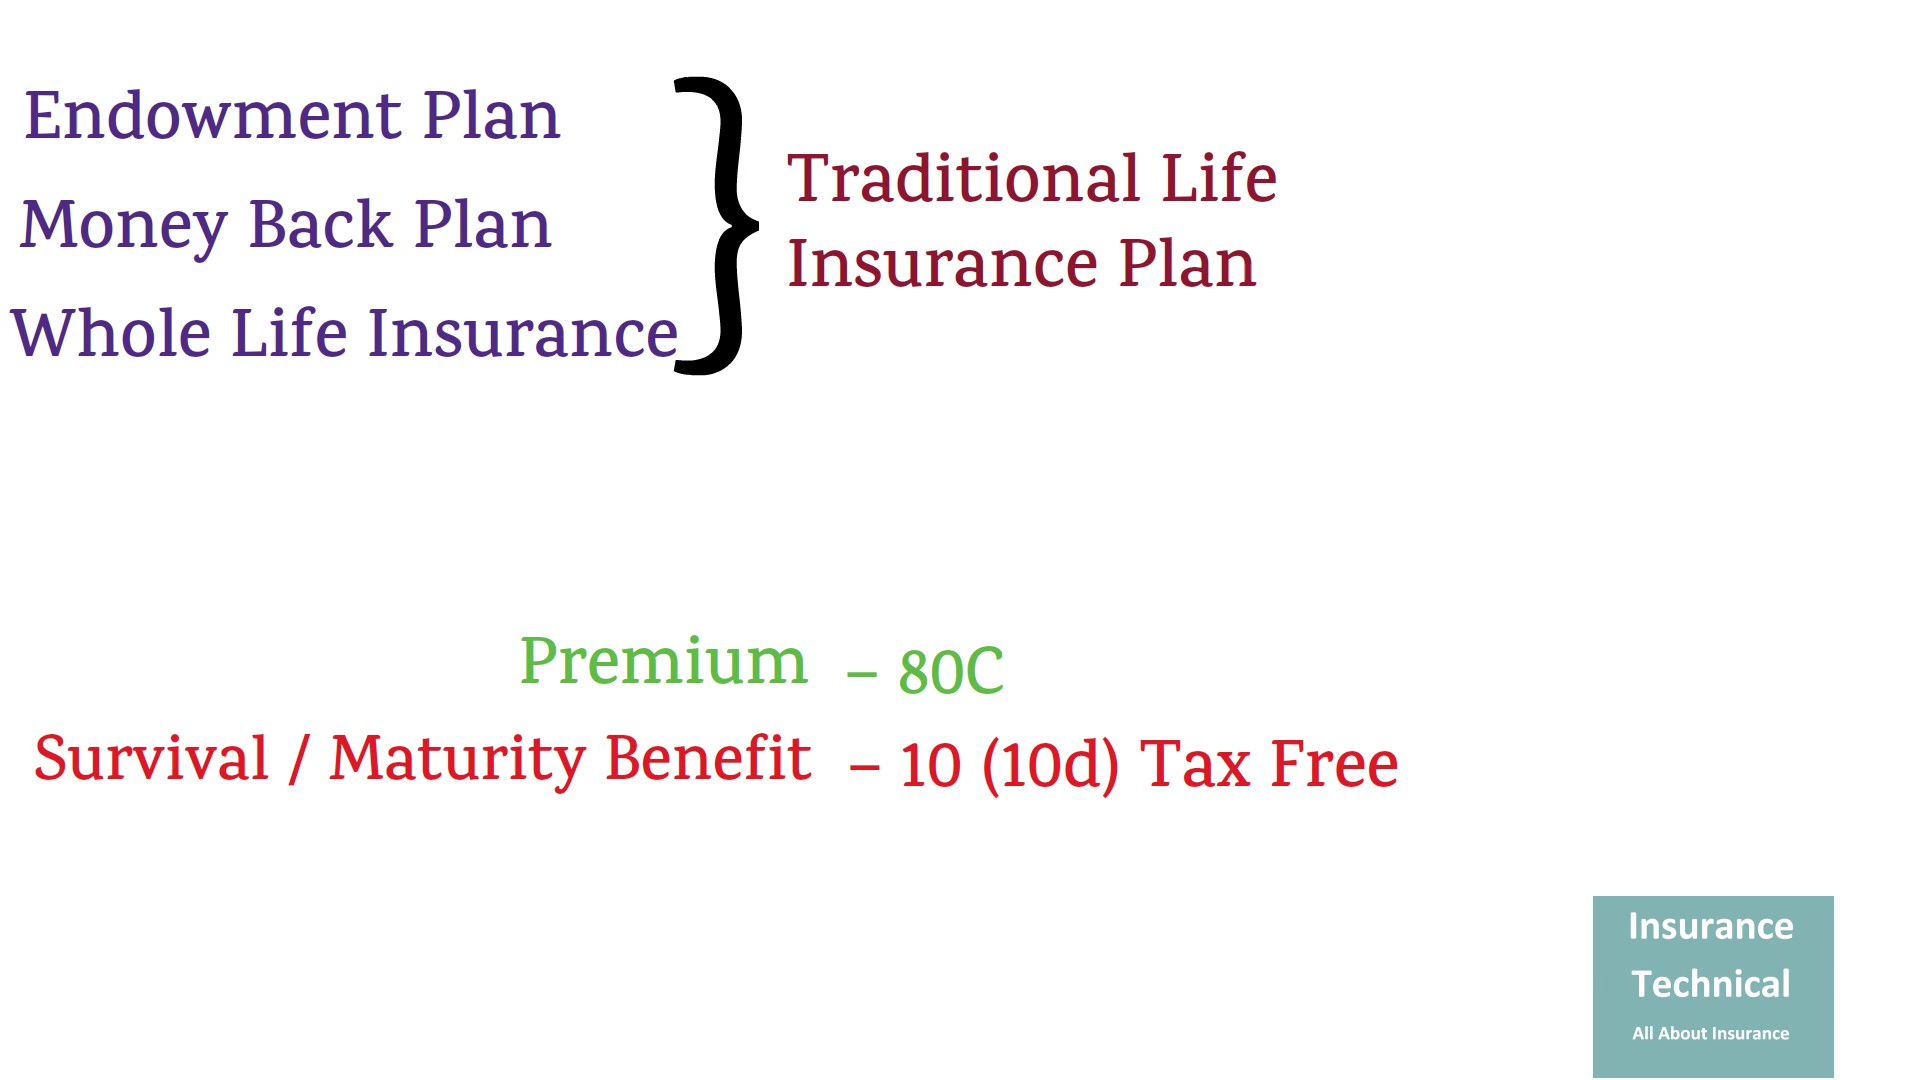 Endowment Plan
Money Back Plan
Whole Life Insurance
Traditional Life
Insurance Plan
Premium – 80C
Survival / Maturity Benefit – 10 (10d) Tax Free
Insurance
Technical
All About Insurance